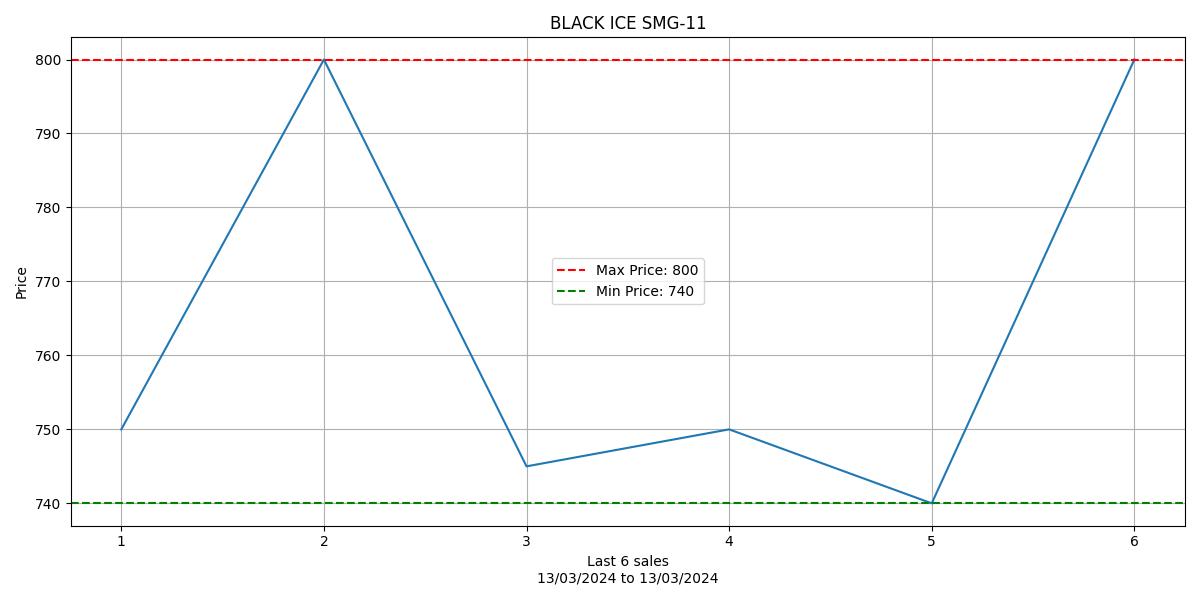 BLACK ICE SMG-11
Price
800
790
780
770
760
750
740
Max Price: 800
Min Price: 740
1 2 3 4 5 6
Last 6 sales
13/03/2024 to 13/03/2024